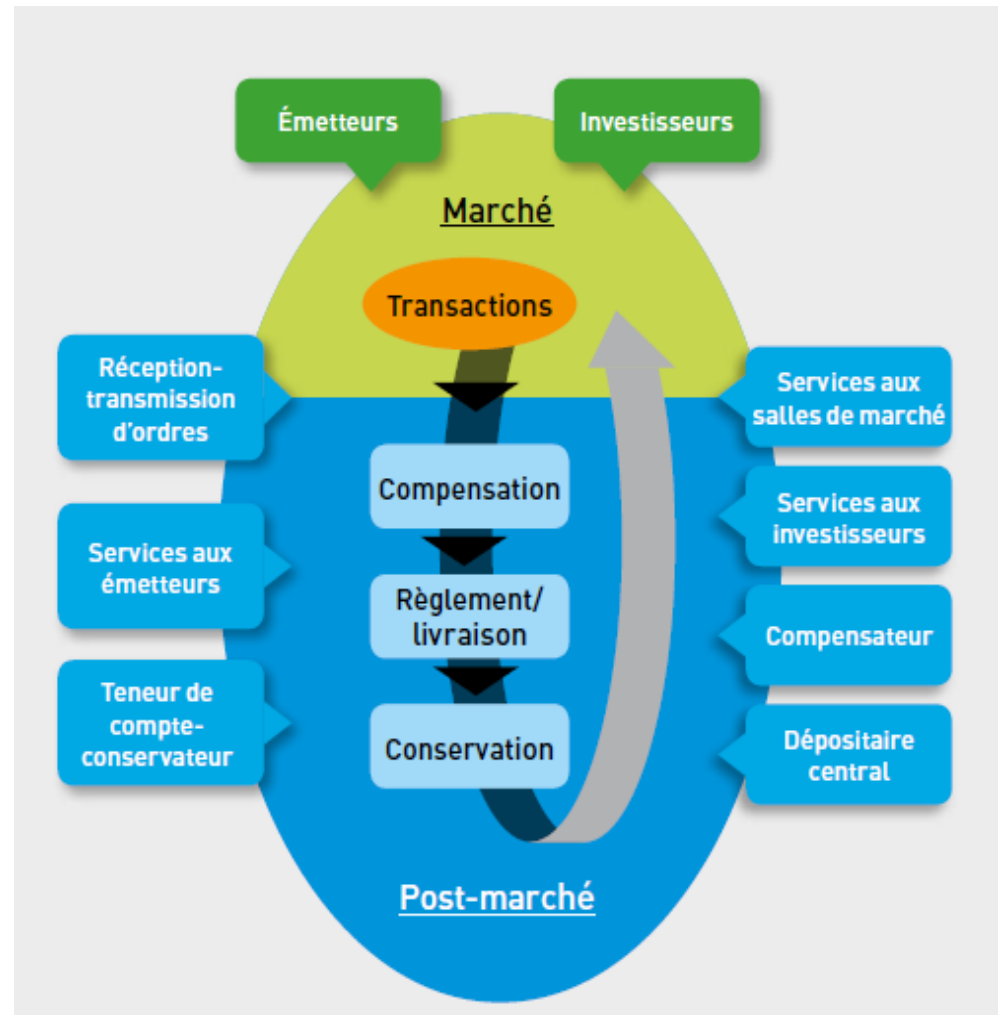 Émetteurs
Investisseurs
Marché
Transactions
Réception-
transmission
d'ordres
Services aux
salles de marché
Compensation
Services aux
investisseurs
Services aux
émetteurs
Règlement/
livraison
Compensateur
Teneur de
compte-
conservateur
Conservation
Dépositaire
central
Post-marché